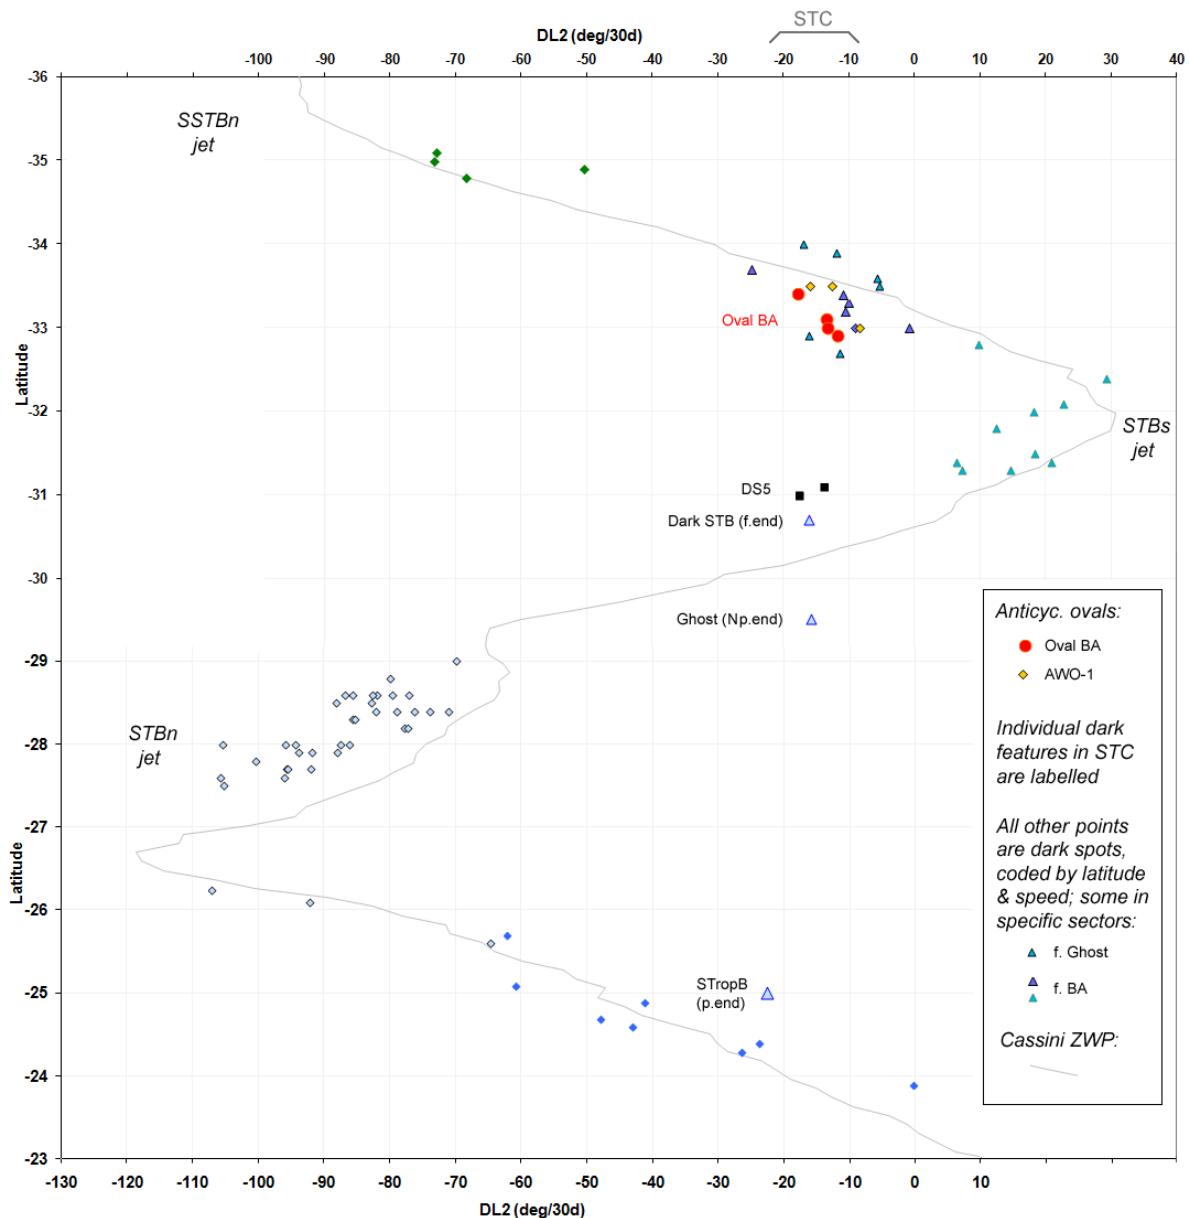 STC
DL2 (deg/30d)
-100 -90 -80 -70 -60 -50 -40 -30 -20 -10 0 10 20 30 40
-36
SSTBn
jet
-35
-34
Oval BA
-33
Latitude
-32
STBs
jet
DS5
-31
Dark STB (f.end)
-30
Ghost (Np.end)
-29
STBn
jet
-28
-27
Latitude
-26
STropB
(p.end)
-25
-24
-23
Anticyc. ovals:
Oval BA
AWO-1
Individual dark
features in STC
are labelled
All other points
are dark spots,
coded by latitude
& speed; some in
specific sectors:
f. Ghost
f. BA
Cassini ZWP:
-130 -120 -100 -90 -80 -70 -60 -50 -40 -30 -20 -10 0 10 20 30 40
DL2 (deg/30d)